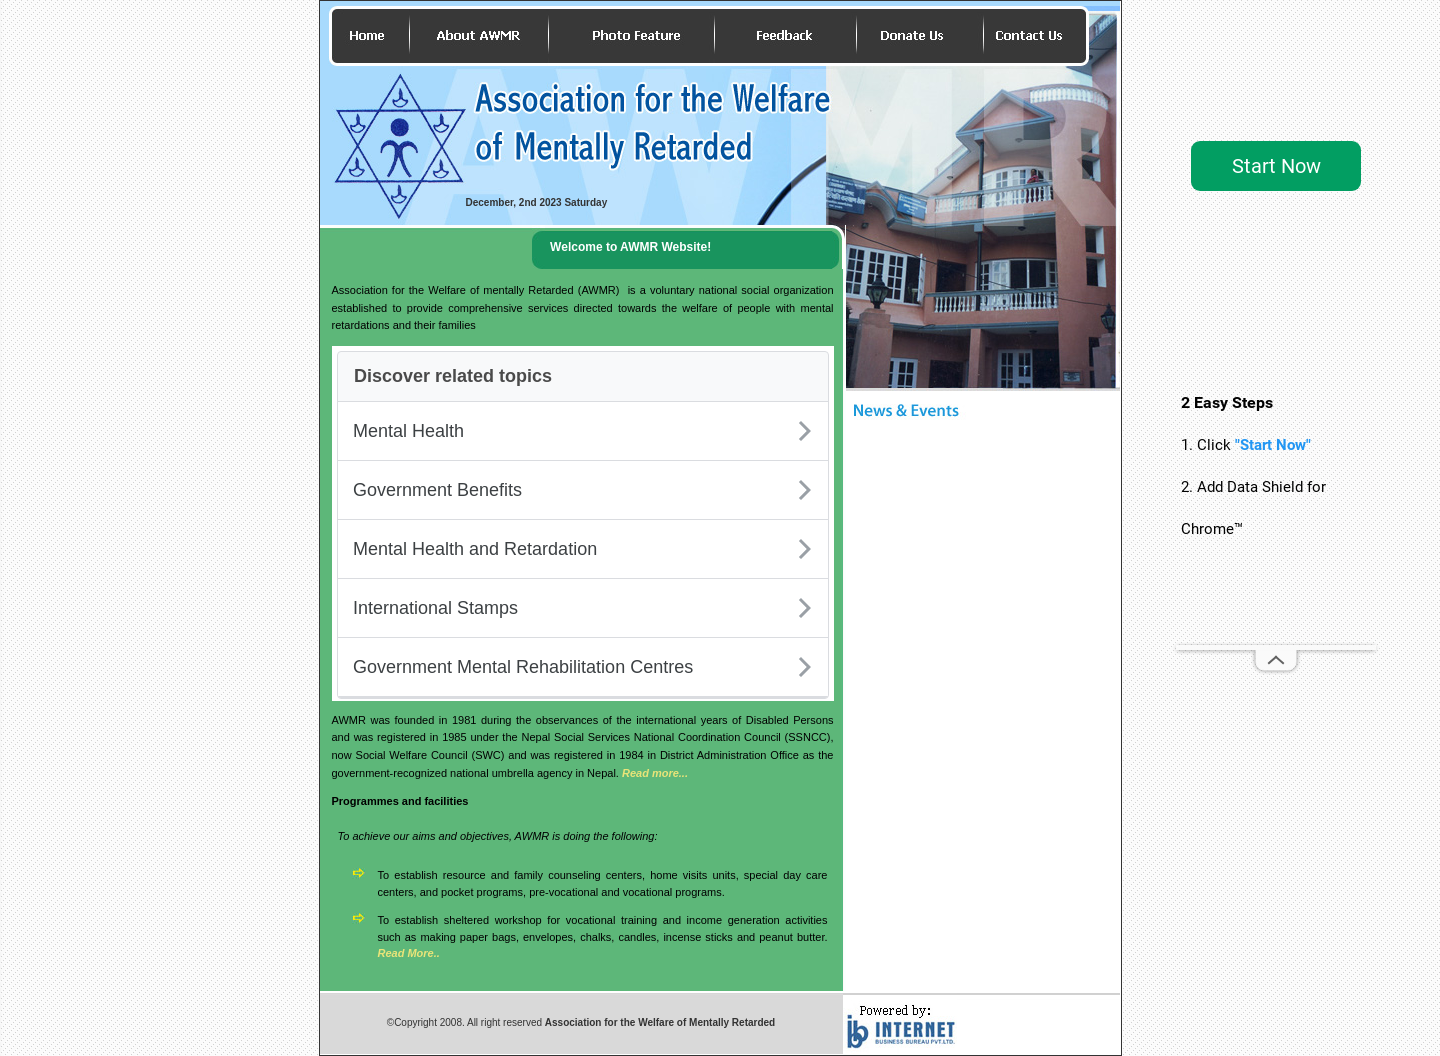 Home
About AWMR
Photo Feature
Feedback
Donate Us
Contact Us
Association for the Welfare
of Mentally Retarded
December, 2nd 2023 Saturday
Welcome to AWMR Website!
Association for the Welfare of mentally Retarded (AWMR)  is a voluntary national social organization
established to provide comprehensive services directed towards the welfare of people with mental
retardations and their families
Discover related topics
Mental Health
Government Benefits
Mental Health and Retardation
International Stamps
Government Mental Rehabilitation Centres
AWMR was founded in 1981 during the observances of the international years of Disabled Persons
and was registered in 1985 under the Nepal Social Services National Coordination Council (SSNCC),
now Social Welfare Council (SWC) and was registered in 1984 in District Administration Office as the
government-recognized national umbrella agency in Nepal. Read more...
Programmes and facilities
To achieve our aims and objectives, AWMR is doing the following:
To establish resource and family counseling centers, home visits units, special day care
centers, and pocket programs, pre-vocational and vocational programs.
To establish sheltered workshop for vocational training and income generation activities
such as making paper bags, envelopes, chalks, candles, incense sticks and peanut butter.
Read More..
News & Events
Start Now
2 Easy Steps
1. Click "Start Now"
2. Add Data Shield for
Chrome™
©Copyright 2008. All right reserved Association for the Welfare of Mentally Retarded
Powered by:
ib INTERNET
BUSINESS BUREAU PVT.LTD.